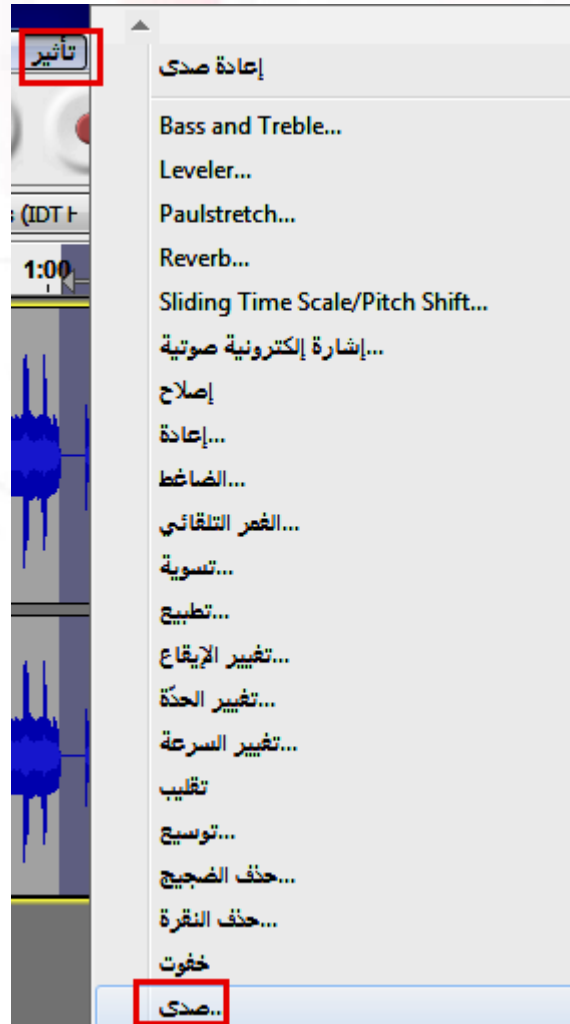 تأثير
إعادة صدى
Bass and Treble...
Leveler...
Paulstretch...
Reverb...
Sliding Time Scale/Pitch Shift...
إشارة إلكترونية صوتية...
إصلاح
إعادة...
الضاغط...
الغمر التلقائي...
تسوية...
تطبيع...
تغيير الإيقاع...
تغيير الحدّة...
تغيير السرعة...
تقليب
توسيع...
حذف الضجيج...
حذف النقرة...
خفوت
صدى..
(IDT
1:00